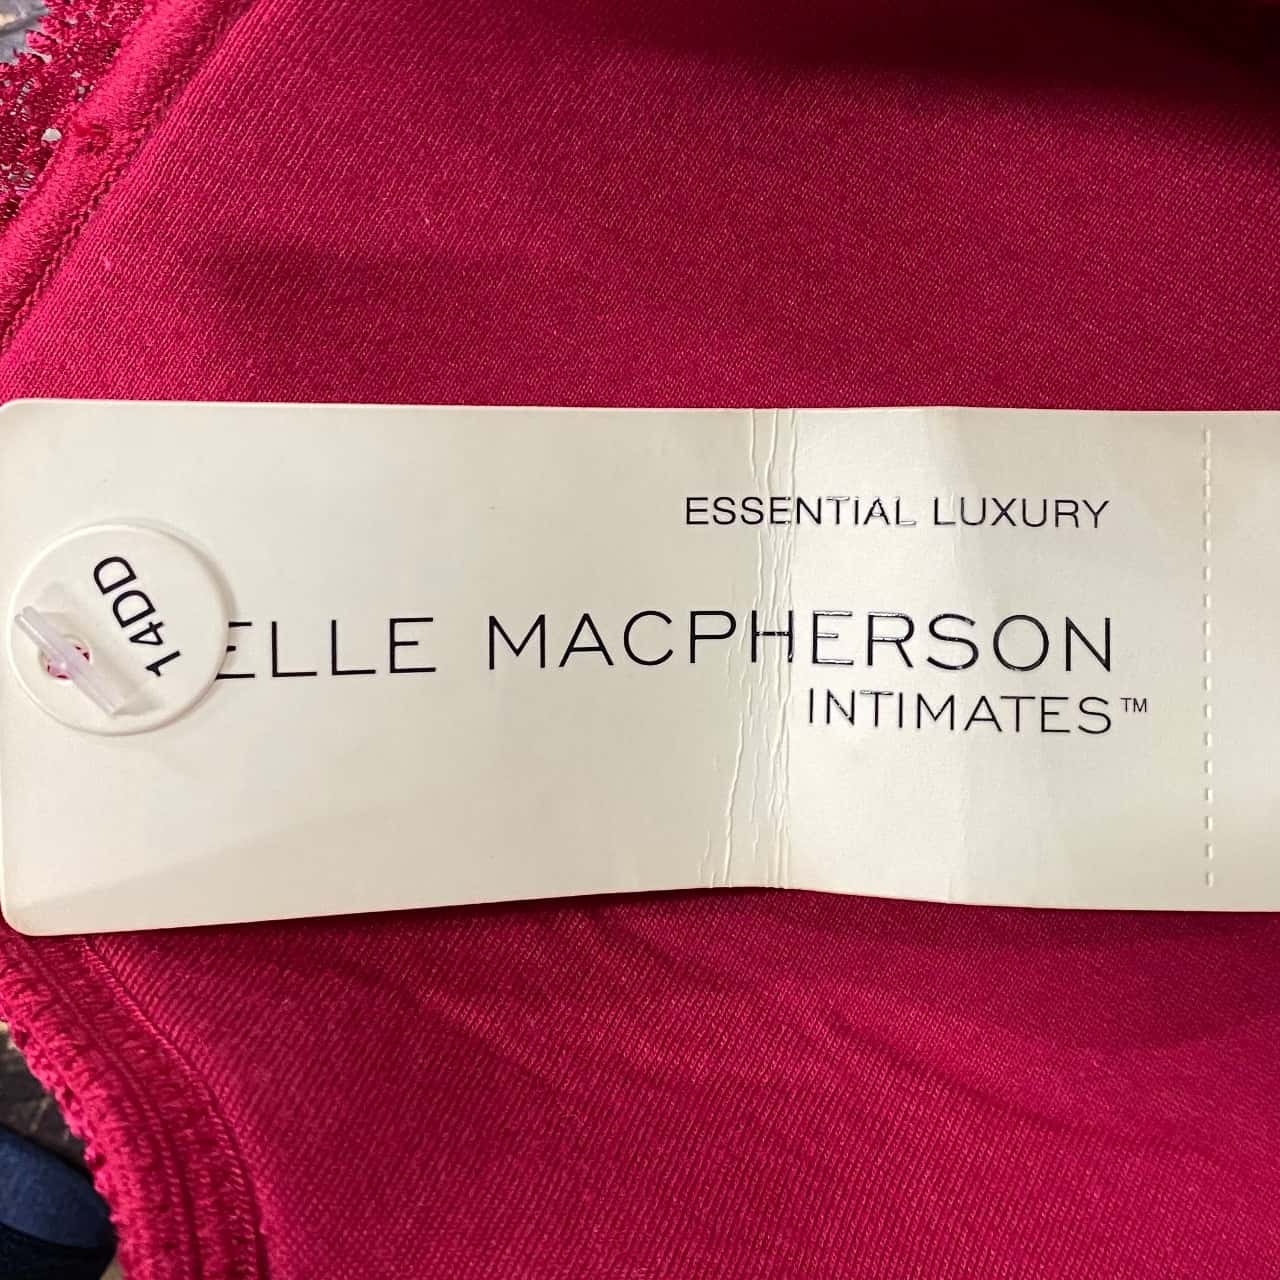 ESSENTIAL LUXURY
14DD
ELLE MACPHERSON
INTIMATES™